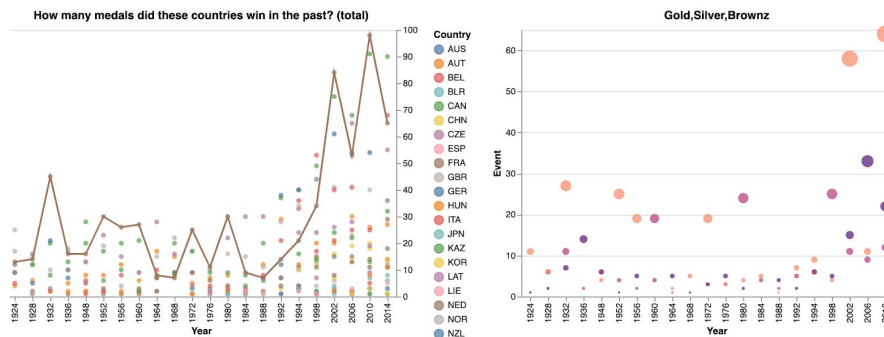 How many medals did these countries win in the past? (total)
100
90
80
70
60
50
40
30
20
10
0
1924
1928
1932
1936
1948
1952
1956
1960
1964
1968
1972
1976
1980
1984
1988
1992
1994
1998
2002
2006
2010
2014
Year
Country
AUS
AUT
BEL
BLR
CAN
CHN
CZE
ESP
FRA
GBR
GER
HUN
ITA
JPN
KAZ
KOR
LAT
LIE
NED
NOR
NZL
Gold,Silver,Brownz
Event
60
50
40
30
20
10
0
1924
1928
1932
1936
1948
1952
1956
1960
1964
1968
1972
1976
1980
1984
1988
1992
1994
1998
2002
2006
Year